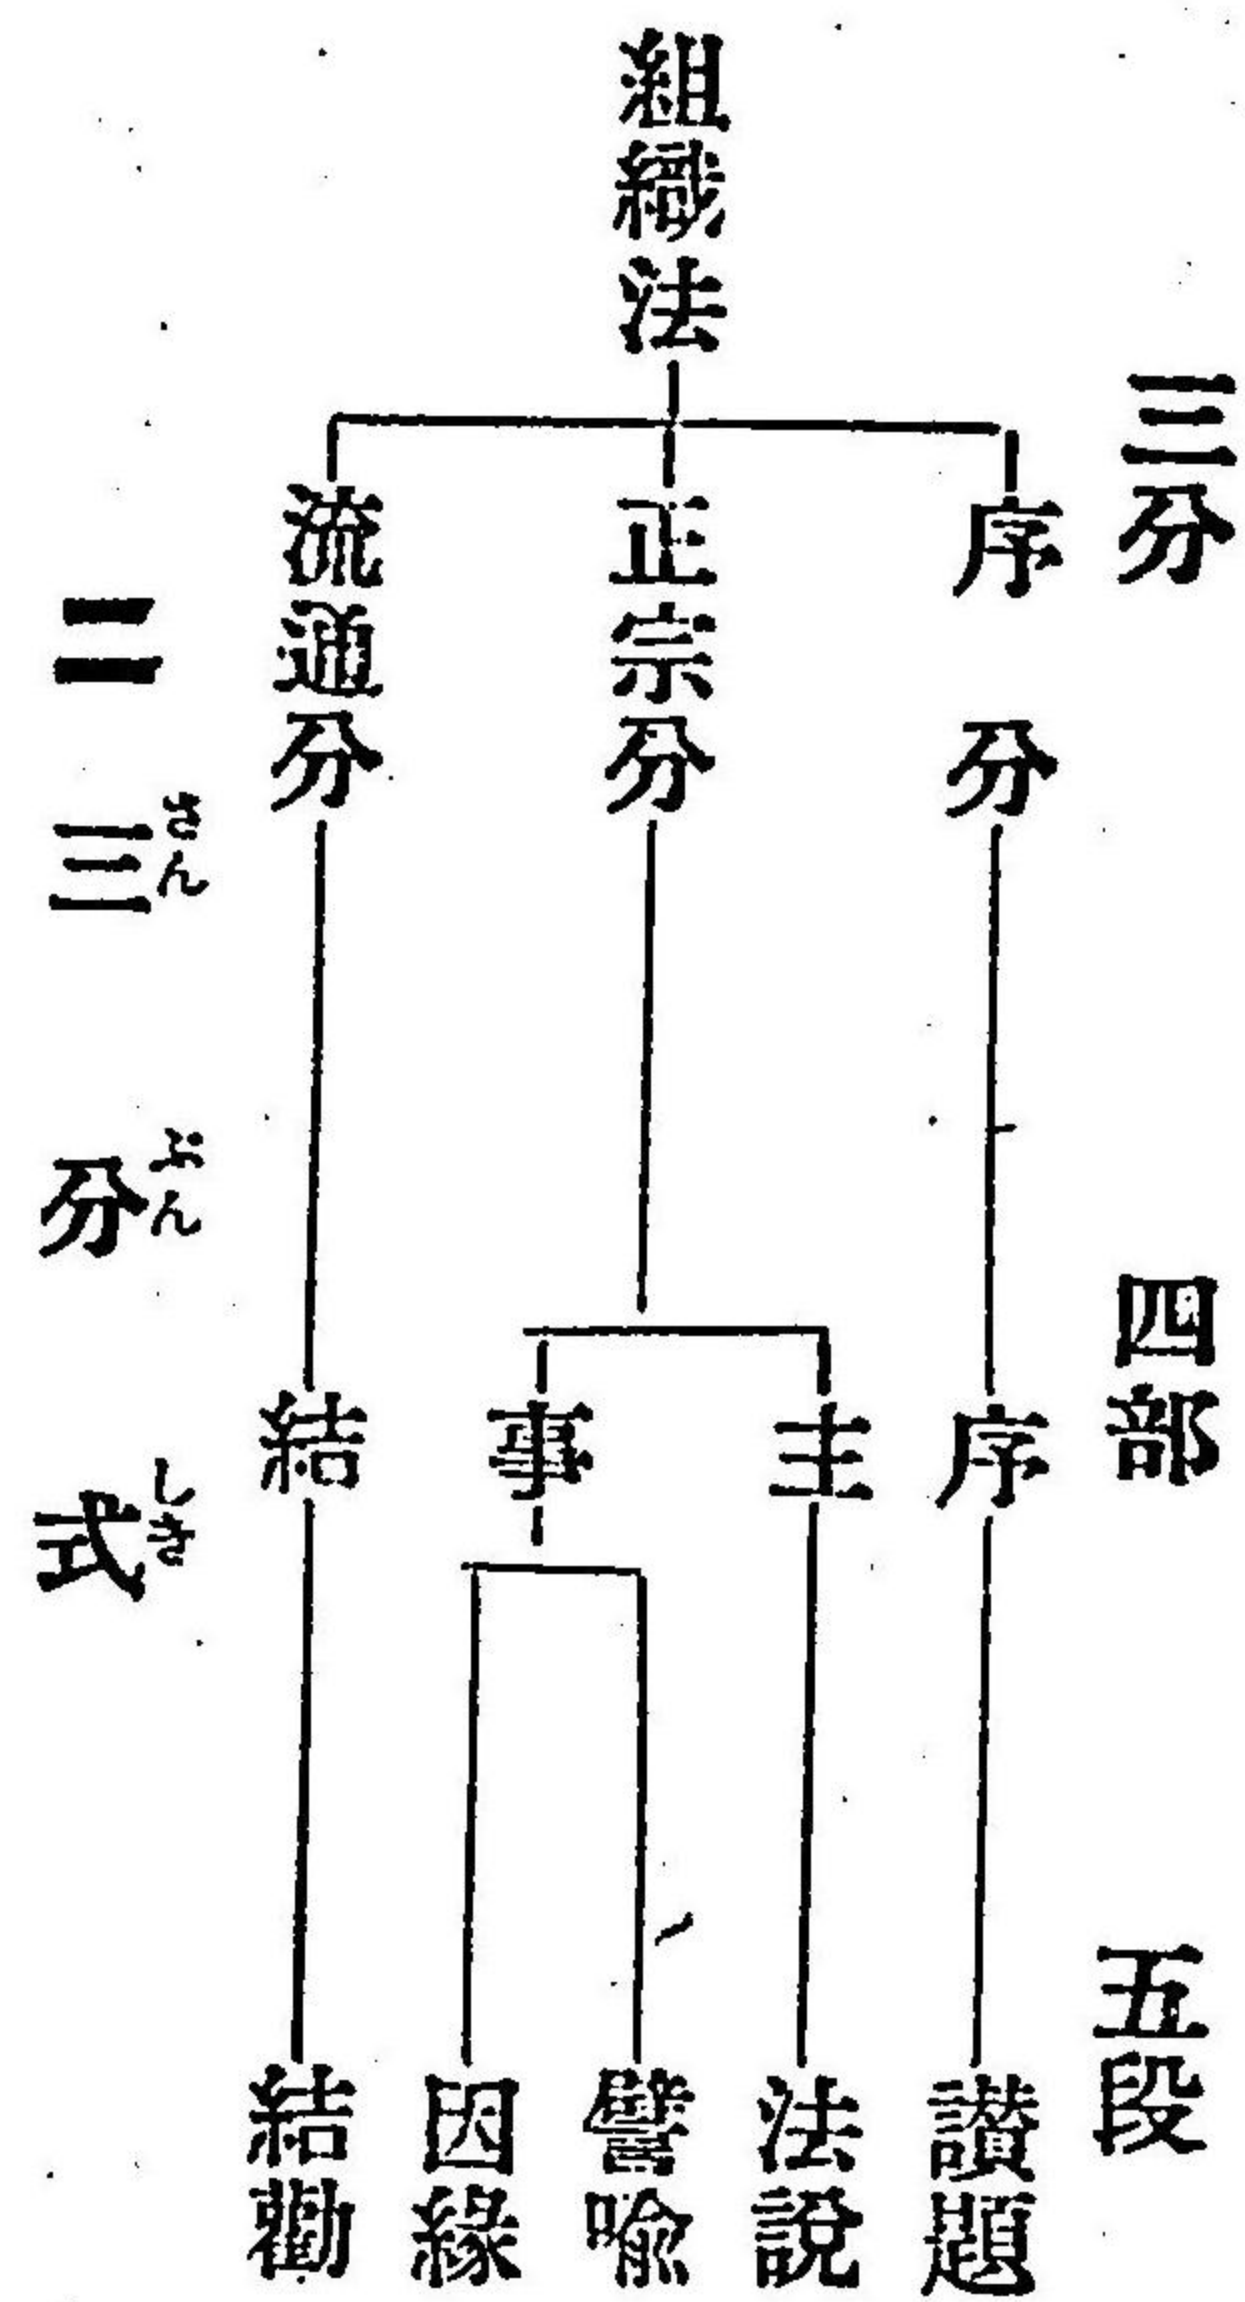 組織法
三分
序分
正宗分
流通分
四部
序
主
事
結
五段
讃題
法說
譬喩
因緣
結勸
二 三分式
さんぶんしき